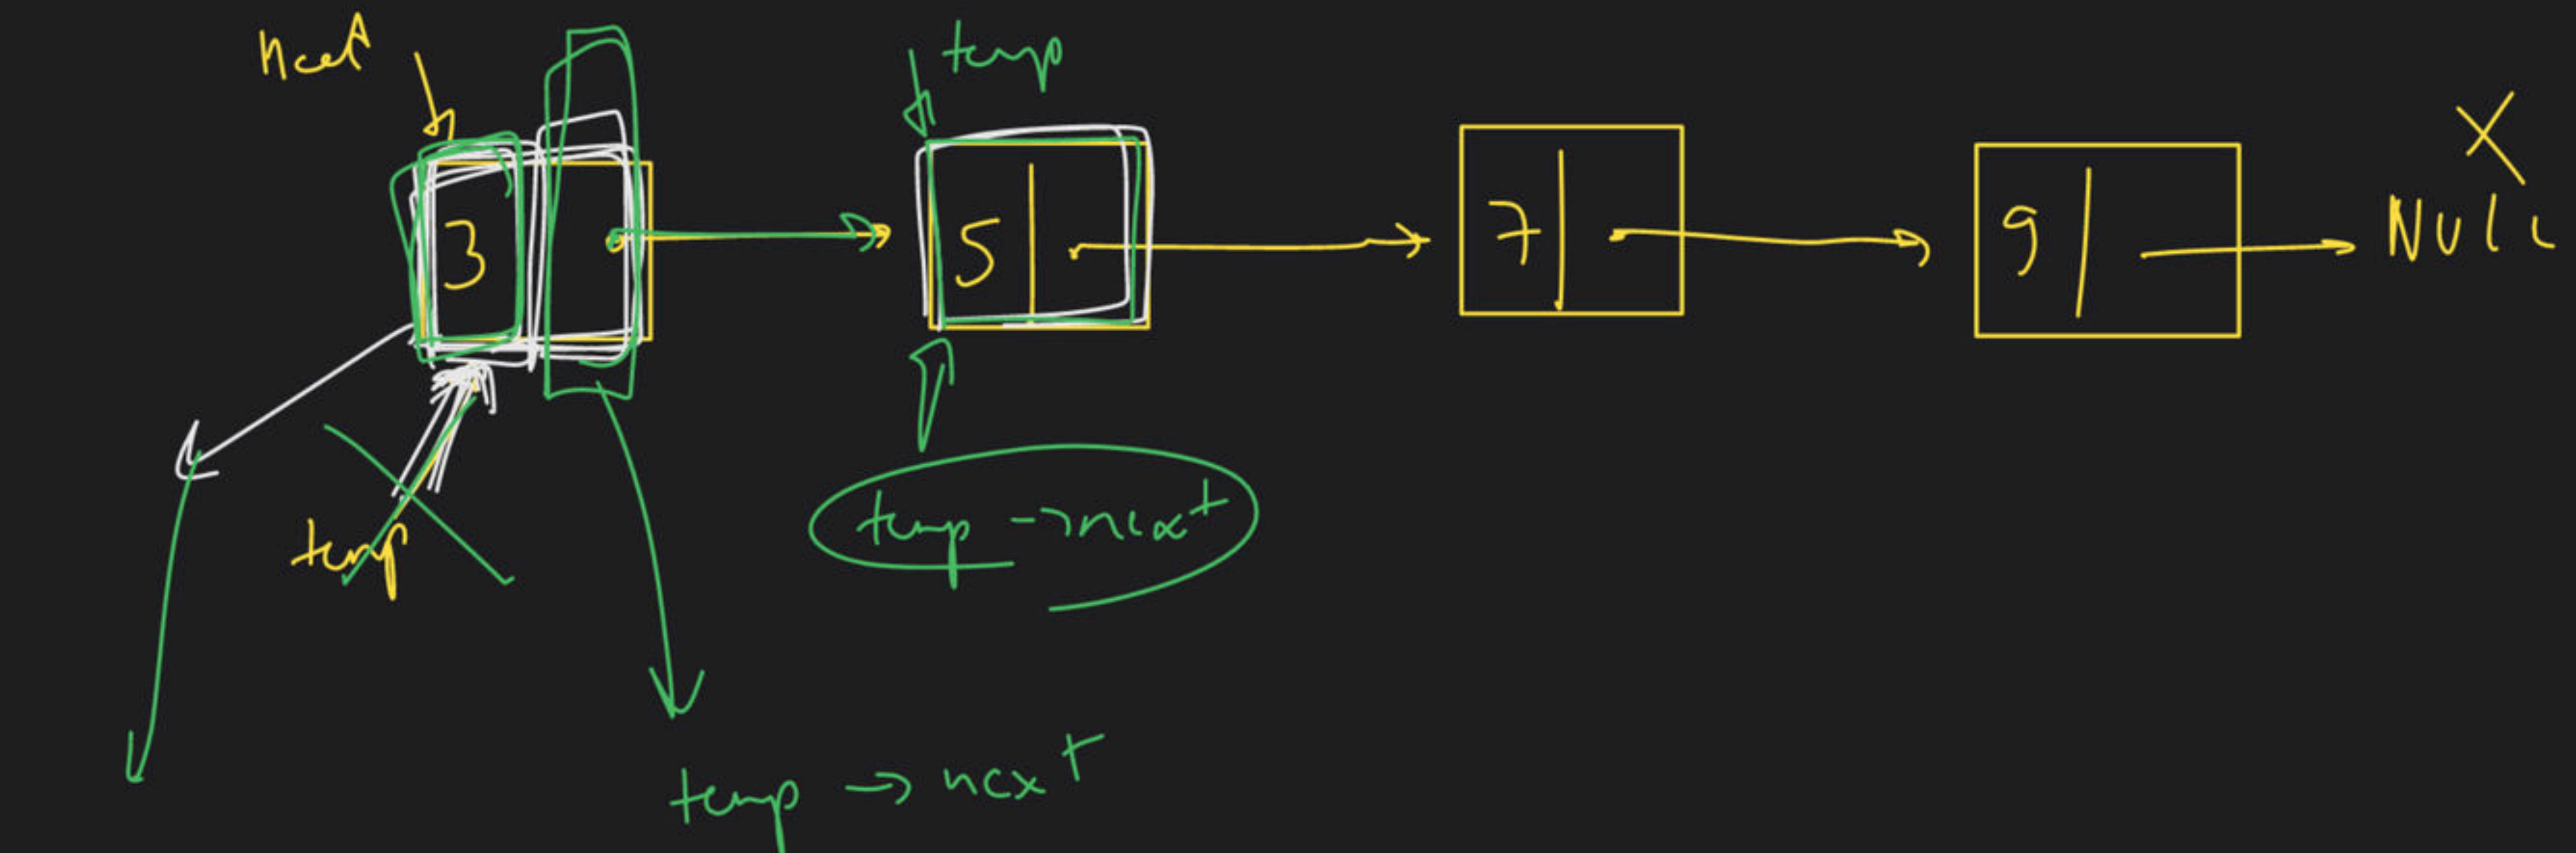 Head
temp
3
5
7
9
X
NULL
temp
temp → next
temp → next